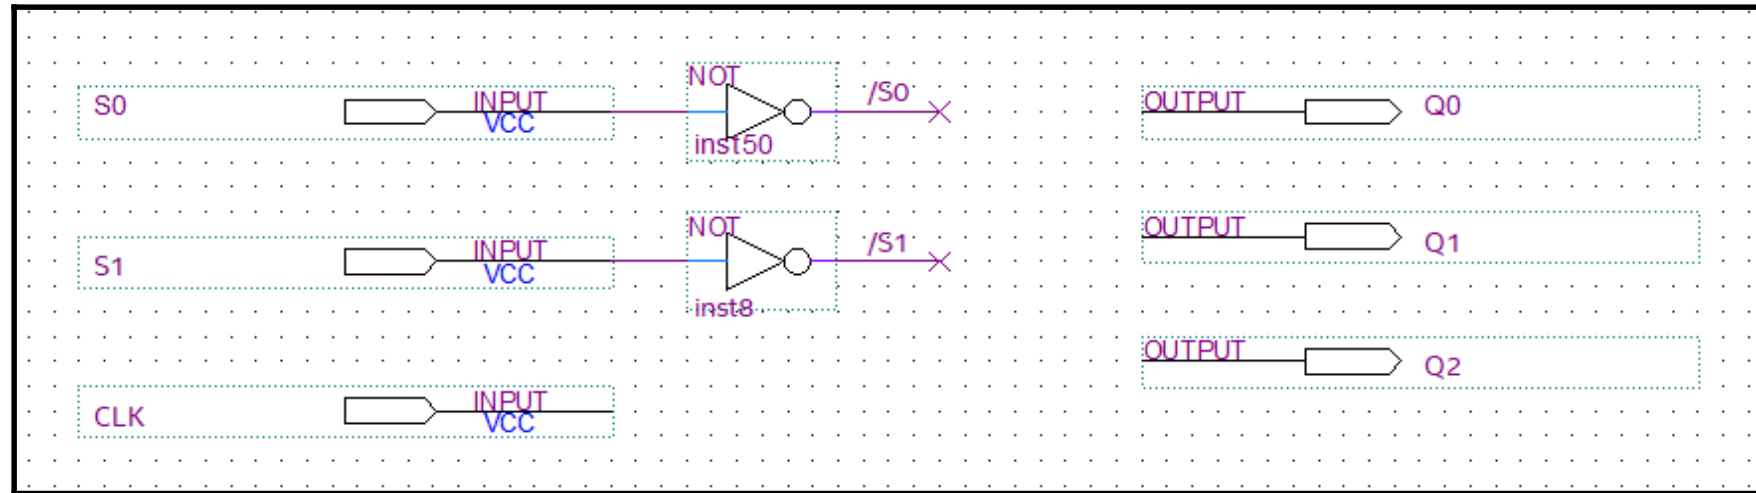 S0
INPUT
VCC
NOT
inst50
/S0
OUTPUT
Q0
S1
INPUT
VCC
NOT
inst8
/S1
OUTPUT
Q1
OUTPUT
Q2
CLK
INPUT
VCC